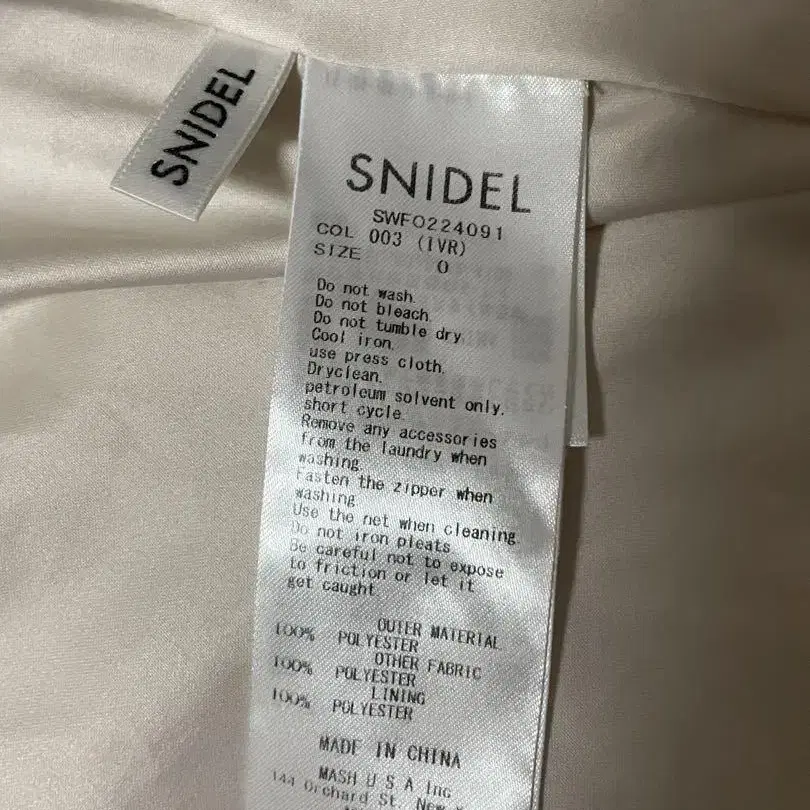 SNIDEL
SNIDEL
SWFO224091
COL 003 (IVR)
SIZE 0
Do not wash.
Do not bleach.
Do not tumble dry
Cool iron.
use press cloth.
Dryclean.
petroleum solvent only.
short cycle.
Remove any accessories
from the laundry when
washing.
Fasten the zipper when
washing
Use the net when cleaning.
Do not iron pleats
Be careful not to expose
to friction or let it
get caught.
OUTER MATERIAL
100% POLYESTER
OTHER FABRIC
100% POLYESTER
LINING
100% POLYESTER
MADE IN CHINA
MASH U S A Inc
144 Orchard St. New